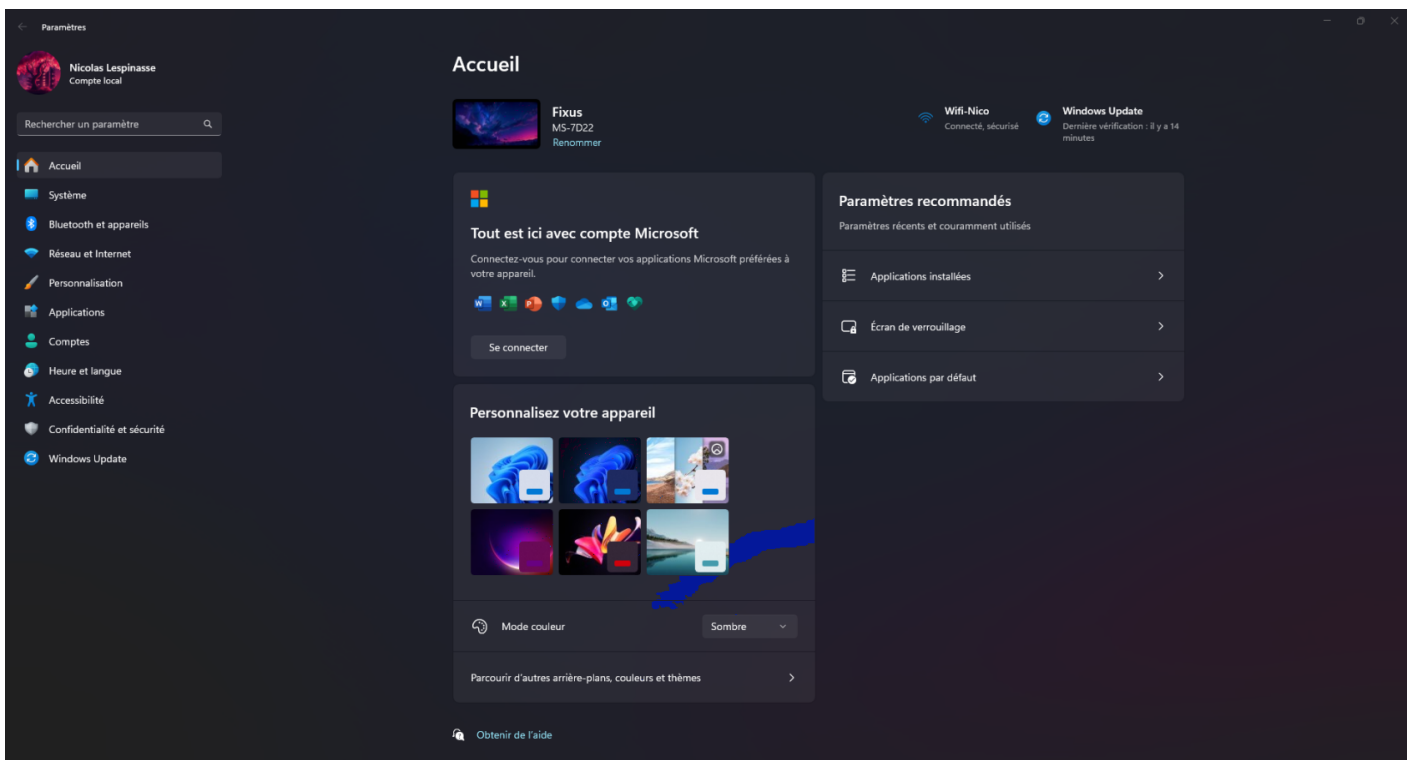 Paramètres
Nicolas Lespinasse
Compte local
Rechercher un paramètre
Accueil
Système
Bluetooth et appareils
Réseau et Internet
Personnalisation
Applications
Comptes
Heure et langue
Accessibilité
Confidentialité et sécurité
Windows Update
Accueil
Fixus
MS-7D22
Renommer
Wifi-Nico
Connecté, sécurisé
Windows Update
Dernière vérification : il y a 14
minutes
Tout est ici avec compte Microsoft
Connectez-vous pour connecter vos applications Microsoft préférées à
votre appareil.
Se connecter
Paramètres recommandés
Paramètres récents et couramment utilisés
Applications installées
Écran de verrouillage
Applications par défaut
Personnalisez votre appareil
Mode couleur
Sombre
Parcourir d'autres arrière-plans, couleurs et thèmes
Obtenir de l'aide